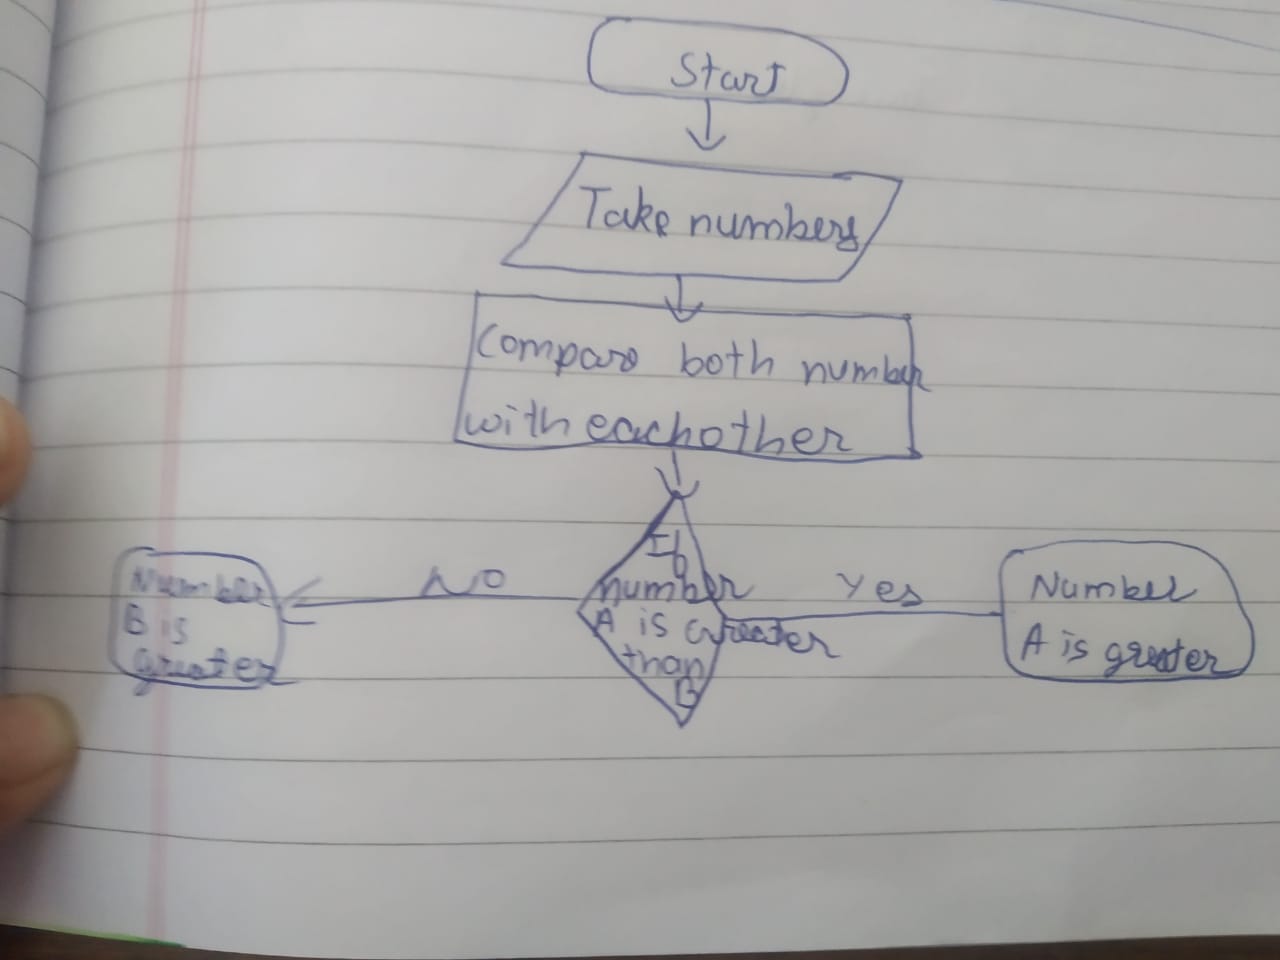 Start
Take numbers
Compare both number
with eachother
If
number
A is Greater
than
B
No
Yes
Number
B is
greater
Number
A is greater